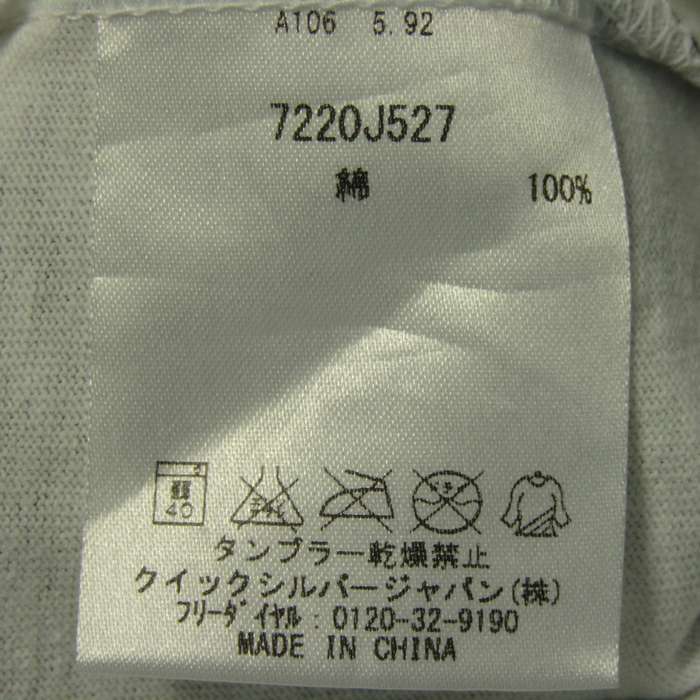 A106 5.92
7220J527
綿 100%
40
タンブラー乾燥禁止
クイックシルバージャパン(株)
フリーダイヤル:0120-32-9190
MADE IN CHINA